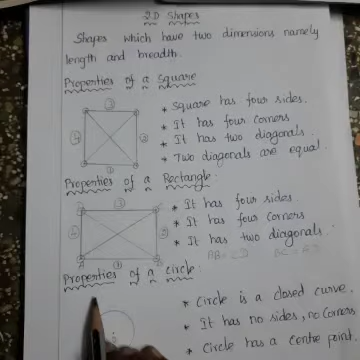 2D Shapes
Shapes which have two dimensions namely
length and breadth.
Properties of a Square
* Square has four sides.
* It has four corners
* It has two diagonals.
* Two diagonals are equal.
Properties of a Rectangle:
* It has four sides.
* It has four corners
* It has two diagonals.
Properties of a circle:
* Circle is a closed curve.
* It has no sides, no corners
* Circle has a centre point.